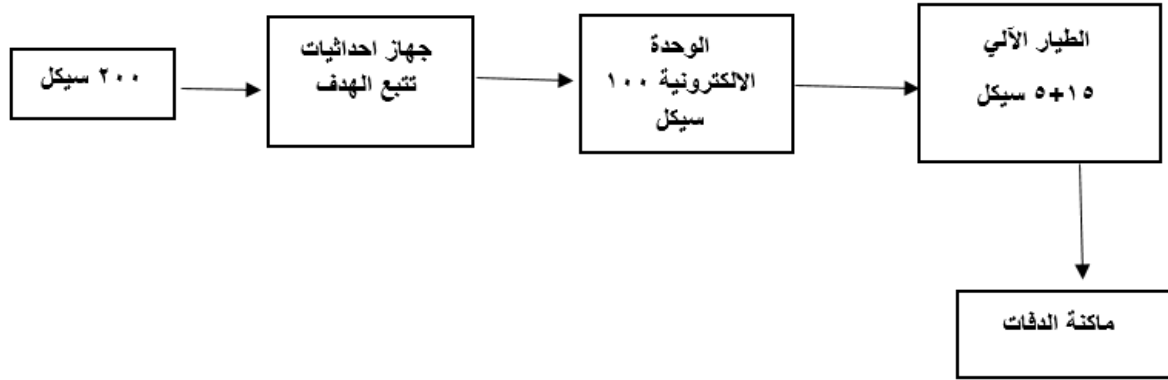 ٢٠٠ سيكل
جهاز احداثيات
تتبع الهدف
الوحدة
الالكترونية ١٠٠
سيكل
الطيار الآلي
١٥+٥ سيكل
ماكنة الدفات